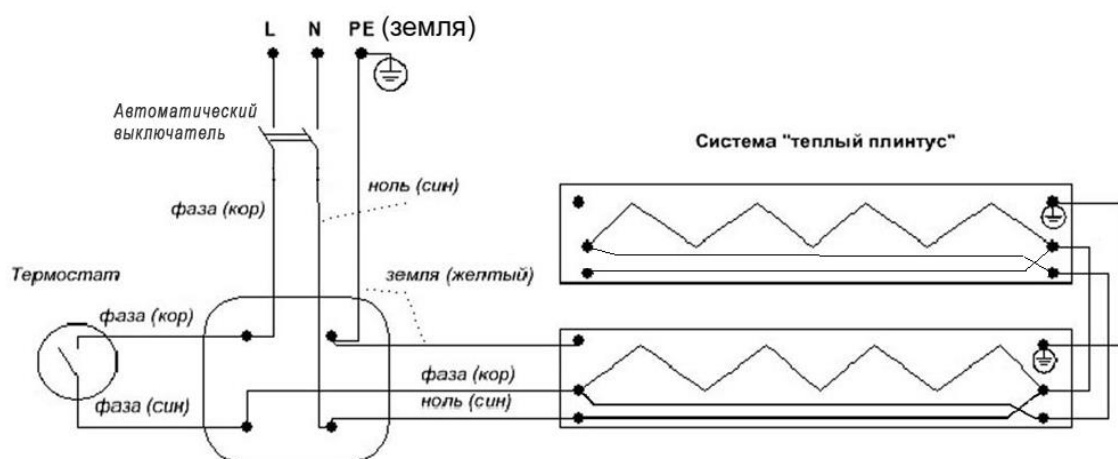 L N PE (земля)
Автоматический
выключатель
Система "теплый плинтус"
ноль (син)
фаза (кор)
Термостат
земля (желтый)
фаза (кор)
фаза (кор)
фаза (син)
ноль (син)